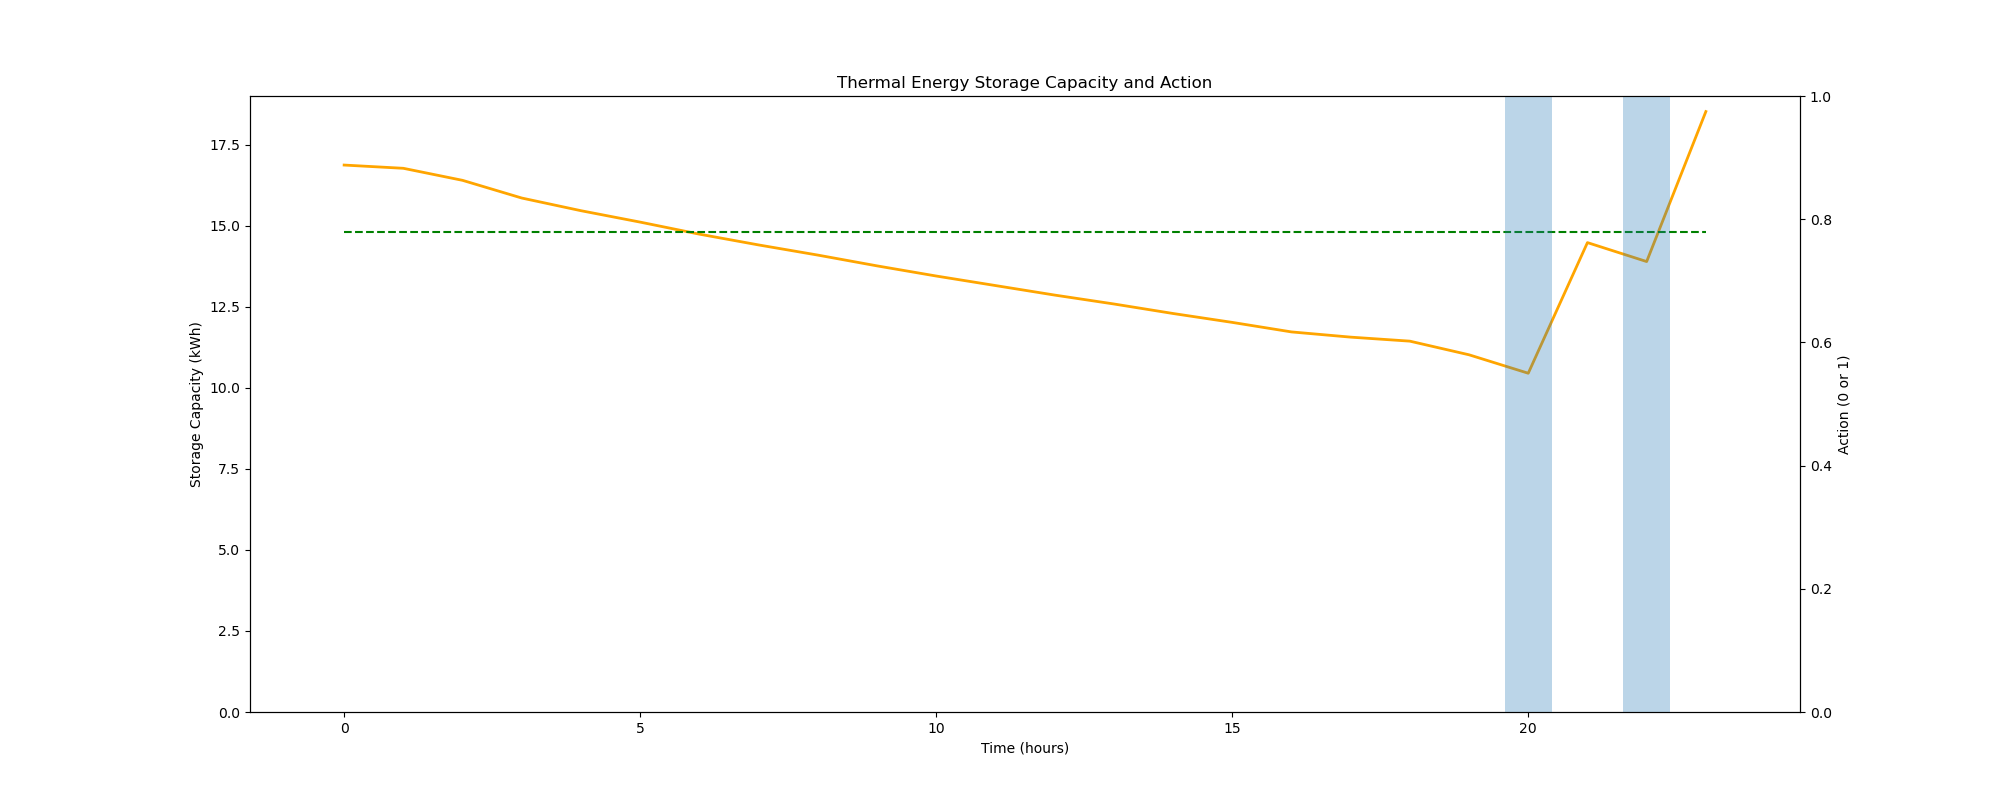 Thermal Energy Storage Capacity and Action
Storage Capacity (kWh)
17.5
15.0
12.5
10.0
7.5
5.0
2.5
0.0
1.0
0.8
0.6
0.4
0.2
0.0
Action (0 or 1)
0 5 10 15 20
Time (hours)